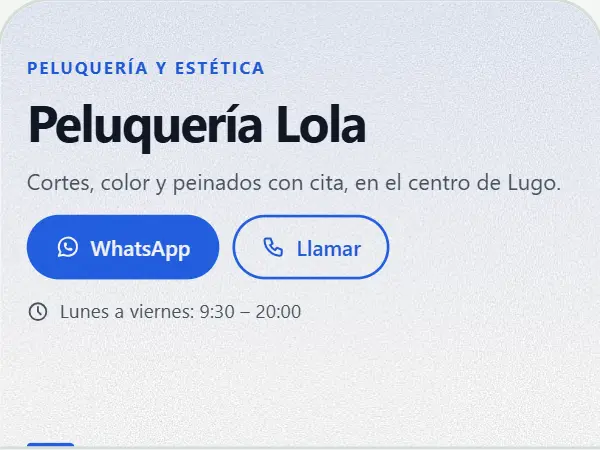 PELUQUERÍA Y ESTÉTICA
Peluquería Lola
Cortes, color y peinados con cita, en el centro de Lugo.
WhatsApp
Llamar
Lunes a viernes: 9:30 – 20:00